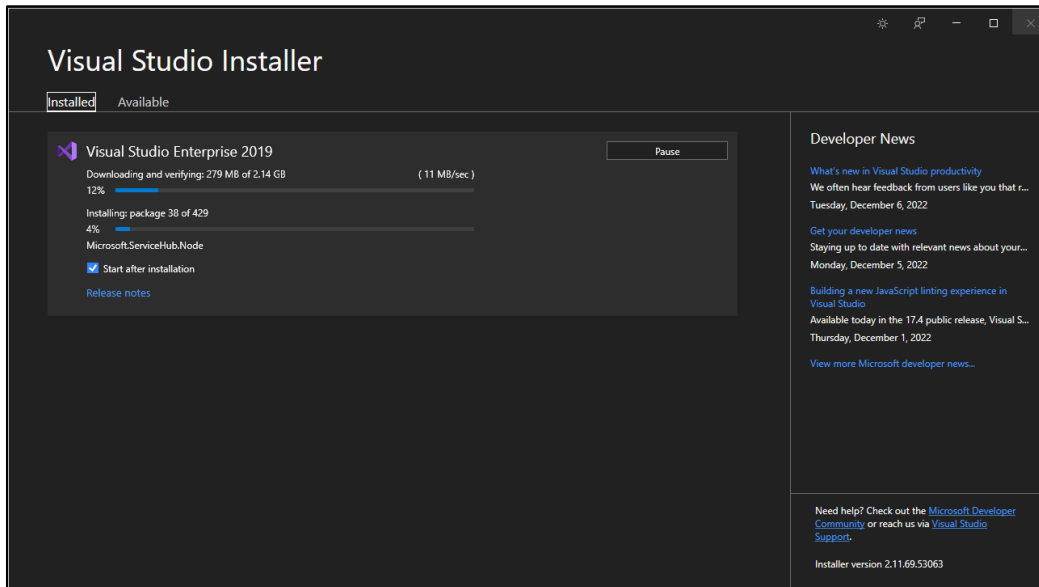 Visual Studio Installer
Installed
Available
Visual Studio Enterprise 2019
Pause
Downloading and verifying: 279 MB of 2.14 GB
( 11 MB/sec )
12%
Installing: package 38 of 429
4%
Microsoft.ServiceHub.Node
Start after installation
Release notes
Developer News
What's new in Visual Studio productivity
We often hear feedback from users like you that r...
Tuesday, December 6, 2022
Get your developer news
Staying up to date with relevant news about your...
Monday, December 5, 2022
Building a new JavaScript linting experience in
Visual Studio
Available today in the 17.4 public release, Visual S...
Thursday, December 1, 2022
View more Microsoft developer news...
Need help? Check out the Microsoft Developer
Community or reach us via Visual Studio
Support.
Installer version 2.11.69.53063